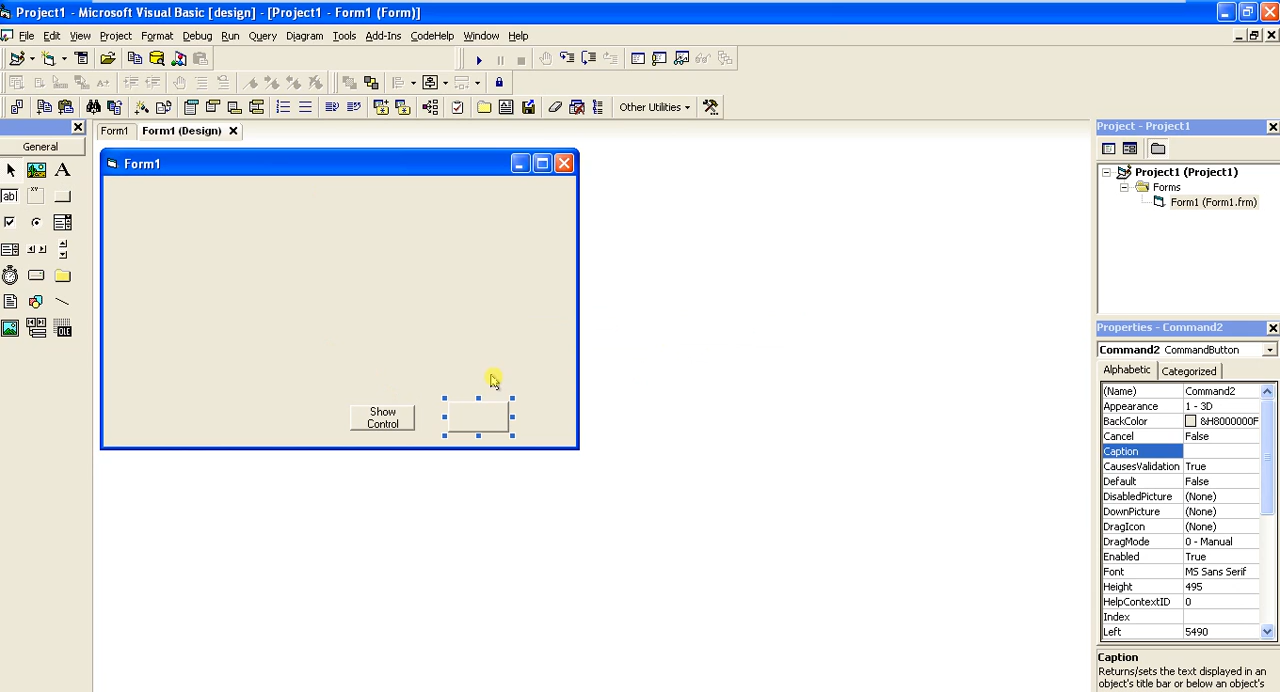 Project1 - Microsoft Visual Basic [design] - [Project1 - Form1 (Form)]
File Edit View Project Format Debug Run Query Diagram Tools Add-Ins CodeHelp Window Help
Other Utilities
Form1 Form1 (Design)
General
Form1
A
ab
XY
OLE
Show
Control
Project - Project1
Project1 (Project1)
Forms
Form1 (Form1.frm)
Properties - Command2
Command2 CommandButton
Alphabetic Categorized
(Name) Command2
Appearance 1 - 3D
BackColor &H8000000F
Cancel False
Caption
CausesValidation True
Default False
DisabledPicture (None)
DownPicture (None)
DragIcon (None)
DragMode 0 - Manual
Enabled True
Font MS Sans Serif
Height 495
HelpContextID 0
Index
Left 5490
Caption
Returns/sets the text displayed in an
object's title bar or below an object's